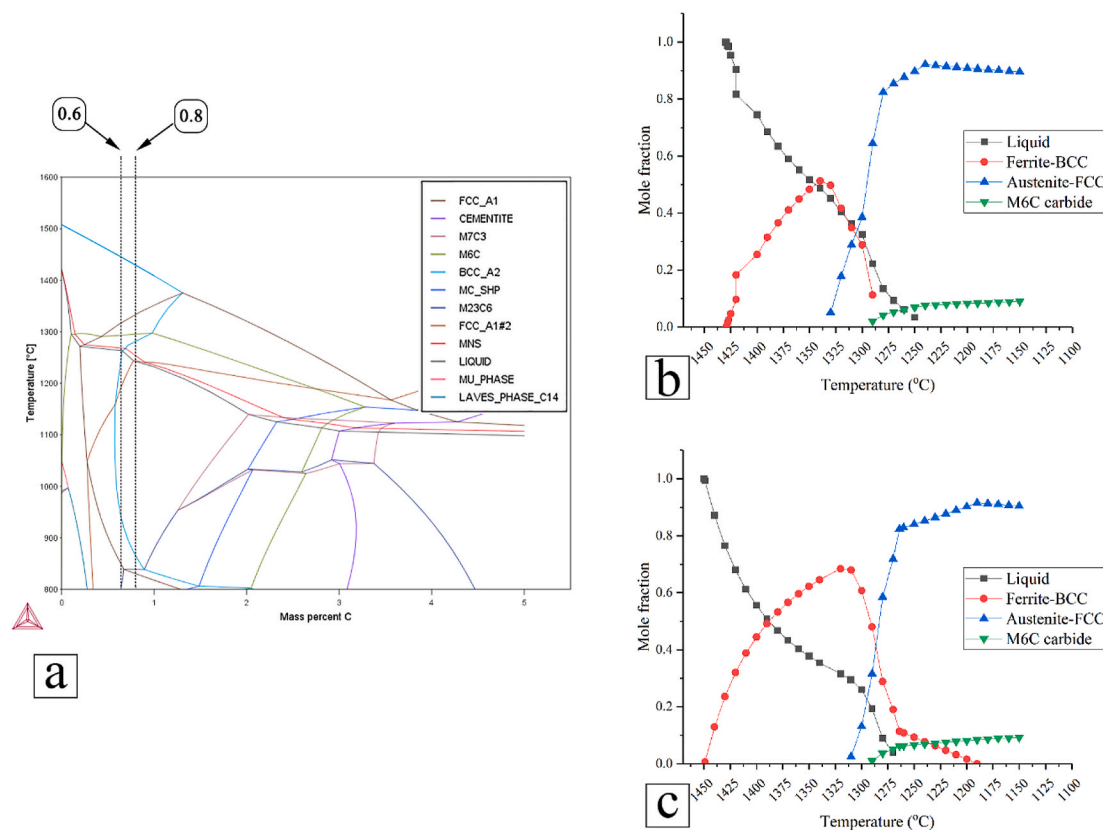 0.6
0.8
1600
1500
1400
1300
1200
1100
1000
900
800
Temperature [°C]
0
1
2
3
4
5
Mass percent C
FCC_A1
CEMENTITE
M7C3
M6C
BCC_A2
MC_SHP
M23C6
FCC_A1#2
MNS
LIQUID
MU_PHASE
LAVES_PHASE_C14
a
1.0
0.8
0.6
0.4
0.2
0.0
Mole fraction
Liquid
Ferrite-BCC
Austenite-FCC
M6C carbide
1450
1425
1400
1375
1350
1325
1300
1275
1250
1225
1200
1175
1150
1125
1100
Temperature (°C)
b
1.0
0.8
0.6
0.4
0.2
0.0
Mole fraction
Liquid
Ferrite-BCC
Austenite-FCC
M6C carbide
1450
1425
1400
1375
1350
1325
1300
1275
1250
1225
1200
1175
1150
1125
1100
Temperature (°C)
c